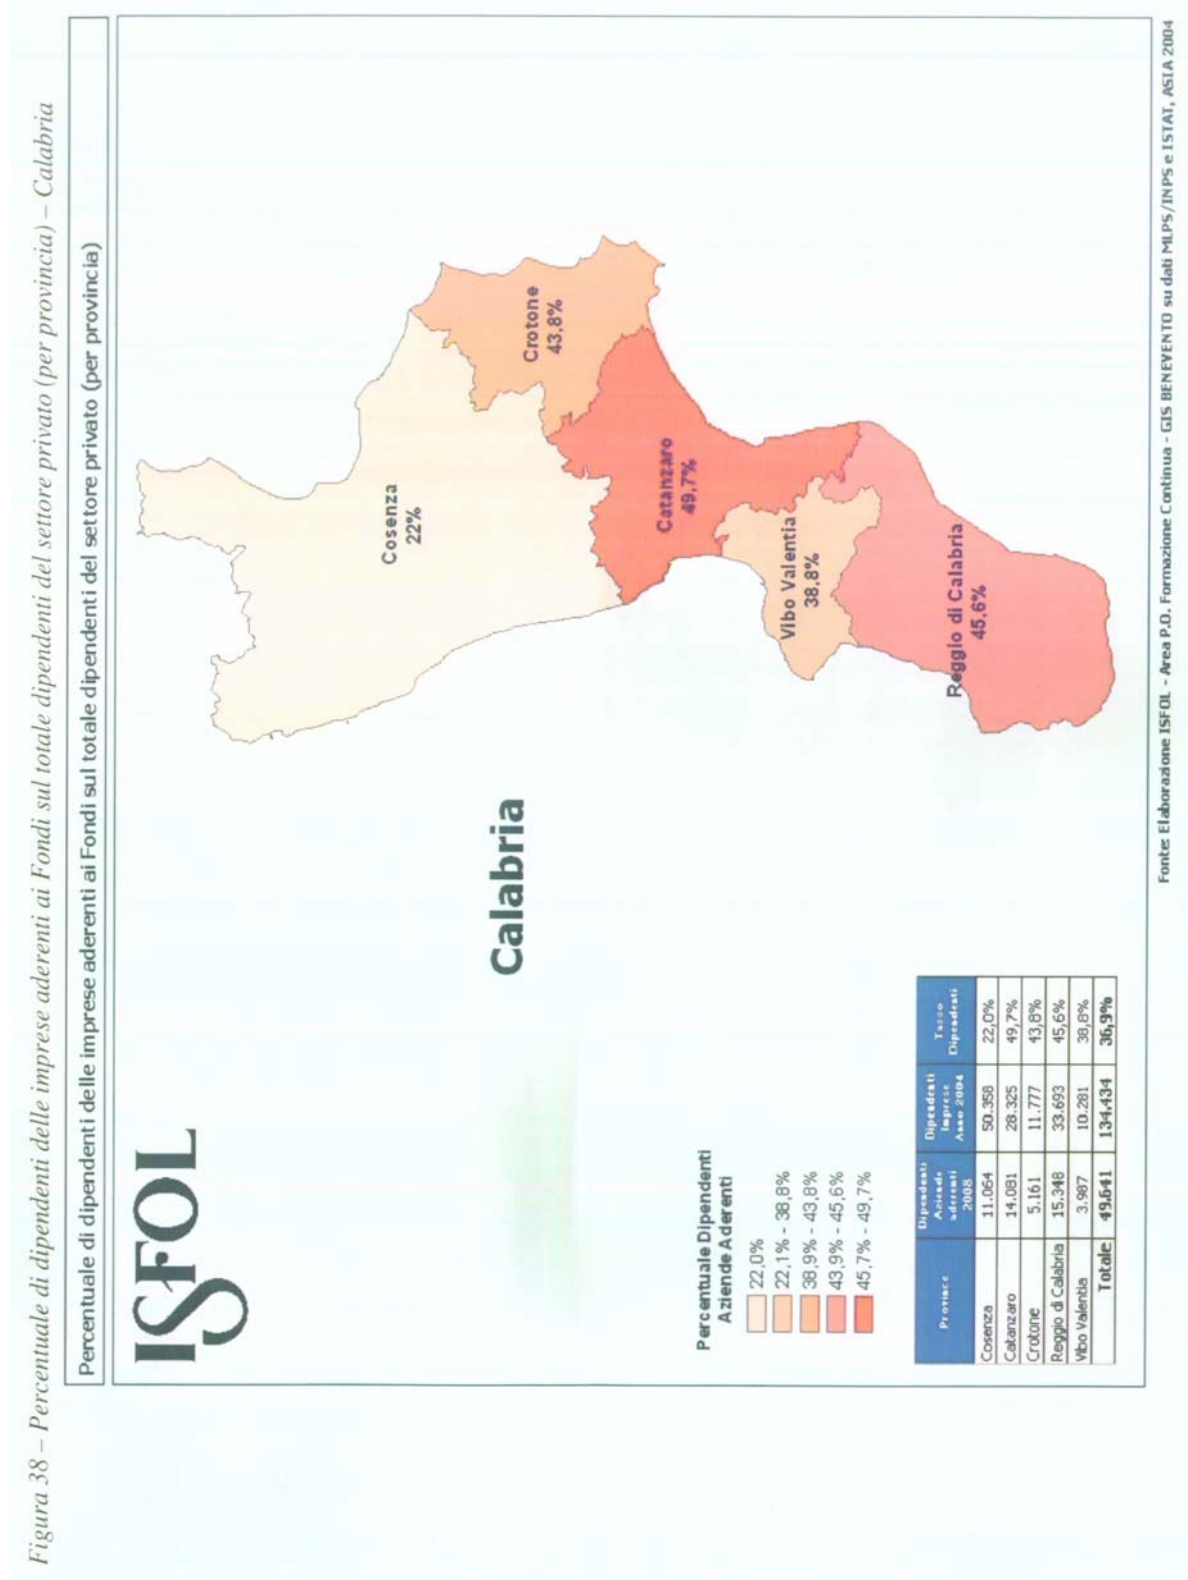 Figura 38 – Percentuale di dipendenti delle imprese aderenti ai Fondi sul totale dipendenti del settore privato (per provincia) – Calabria
Percentuale di dipendenti delle imprese aderenti ai Fondi sul totale dipendenti del settore privato (per provincia)
ISFOL
Calabria
Cosenza
22%
Crotone
43,8%
Catanzaro
49,7%
Vibo Valentia
38,8%
Reggio di Calabria
45,6%
Percentuale Dipendenti
Aziende Aderenti
22,0%
22,1% - 38,8%
38,9% - 43,8%
43,9% - 45,6%
45,7% - 49,7%
Province Dipendenti Aziende aderenti 2008 Dipendenti Imprese Anno 2004 Tasso Dipendenti
Cosenza 11.064 50.358 22,0%
Catanzaro 14.081 28.325 49,7%
Crotone 5.161 11.777 43,8%
Reggio di Calabria 15.348 33.693 45,6%
Vibo Valentia 3.987 10.281 38,8%
Totale 49.641 134.434 36,9%
Fonte: Elaborazione ISFOL - Area P.O. Formazione Continua - GIS BENEVENTO su dati MLPS/INPS e ISTAT, ASIA 2004